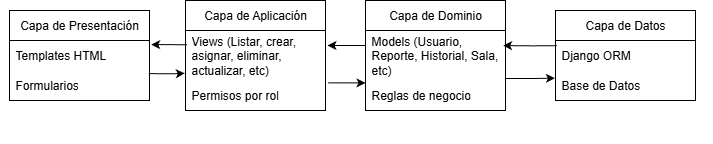 Capa de Presentación
Templates HTML
Formularios
Capa de Aplicación
Views (Listar, crear,
asignar, eliminar,
actualizar, etc)
Permisos por rol
Capa de Dominio
Models (Usuario,
Reporte, Historial, Sala,
etc)
Reglas de negocio
Capa de Datos
Django ORM
Base de Datos